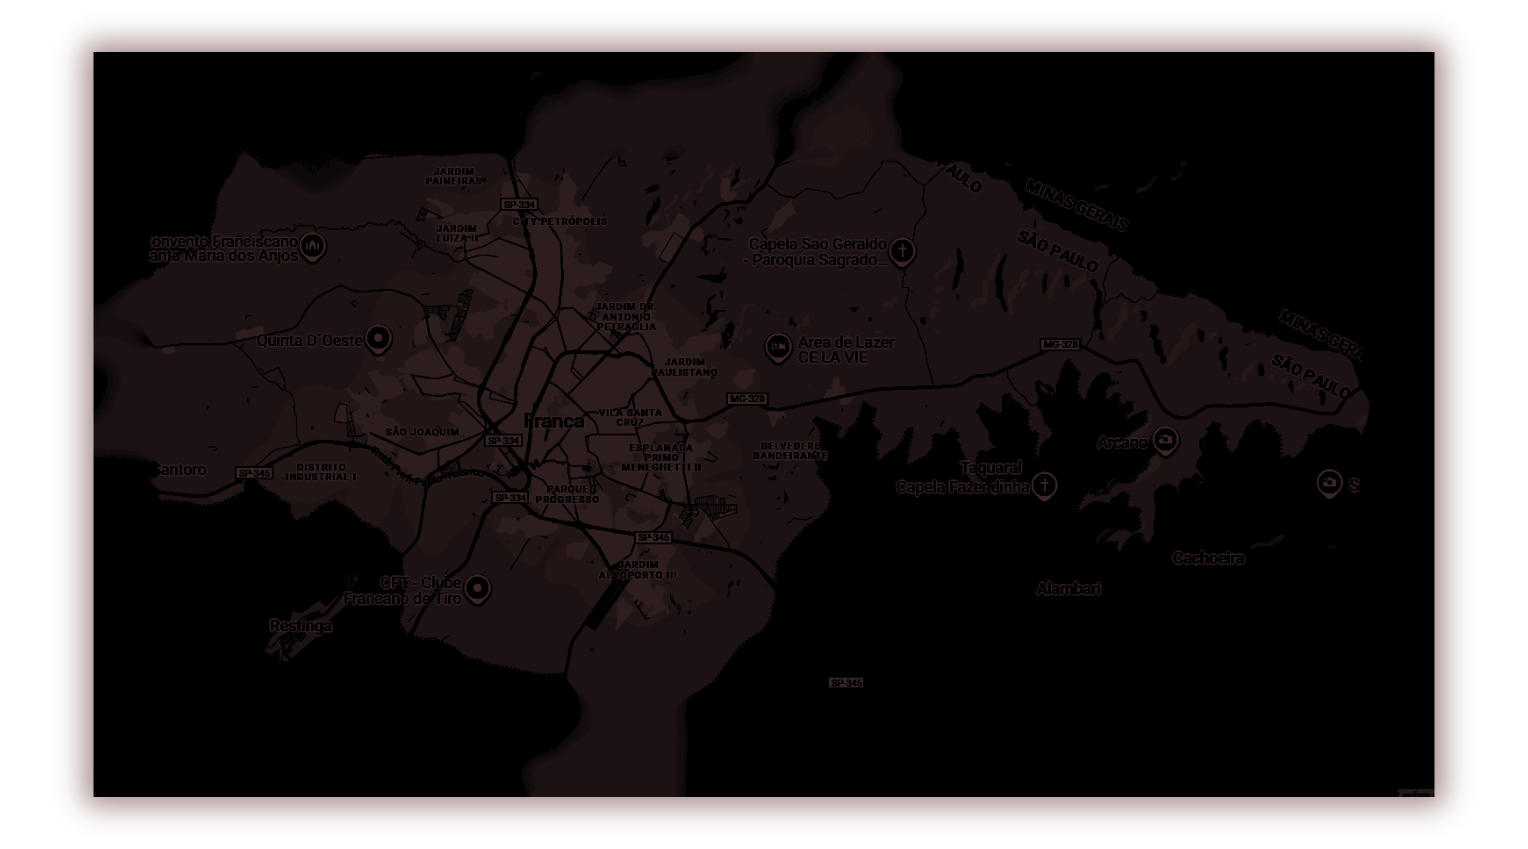 JARDIM
PAINEIRAS
SP-334
CITY PETRÓPOLIS
JARDIM
LUIZA II
PAULO
MINAS GERAIS
SÃO PAULO
onvento Franciscano
anta Maria dos Anjos
Capela Sao Geraldo
- Paroquia Sagrado...
JARDIM DR.
ANTONIO
PETRAGLIA
MINAS GERA
SÃO PAULO
Quinta D'Oeste
Area de Lazer
CE LA VIE
MG-328
JARDIM
PAULISTANO
MG-328
Franca
VILA SANTA
CRUZ
SÃO JOAQUIM
SP-334
ESPLANADA
PRIMO
MENEGHETTI II
BELVEDERE
BANDEIRANTE
Arcano
Santoro
SP-345
DISTRITO
INDUSTRIAL I
Taquaral
Capela Fazendinha
S
SP-334
PARQUE
PROGRESSO
SP-345
JARDIM
AEROPORTO III
Cachoeira
CFT - Clube
Francano de Tiro
Alambari
Restinga
SP-345